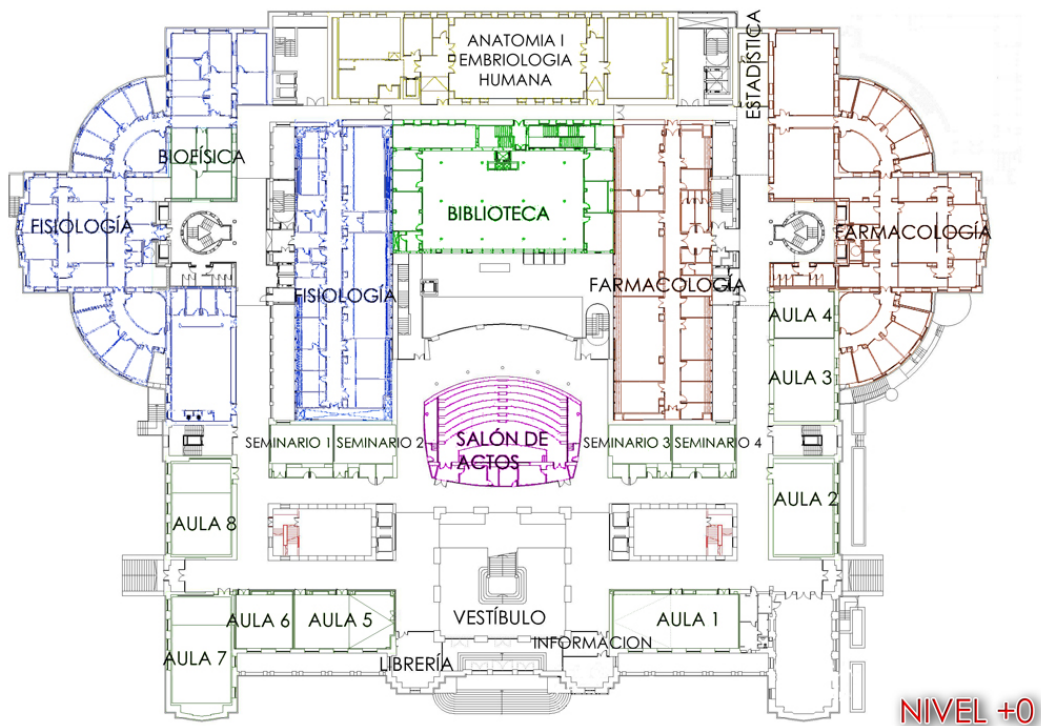 ANATOMIA I
EMBRIOLOGIA
HUMANA
ESTADÍSTICA
BIOFÍSICA
FISIOLOGÍA
BIBLIOTECA
FARMACOLOGÍA
FISIOLOGÍA
FARMACOLOGÍA
AULA 4
AULA 3
SEMINARIO 1
SEMINARIO 2
SALÓN DE
ACTOS
SEMINARIO 3
SEMINARIO 4
AULA 8
AULA 2
AULA 6
AULA 5
VESTÍBULO
AULA 1
INFORMACION
AULA 7
LIBRERÍA
NIVEL +0